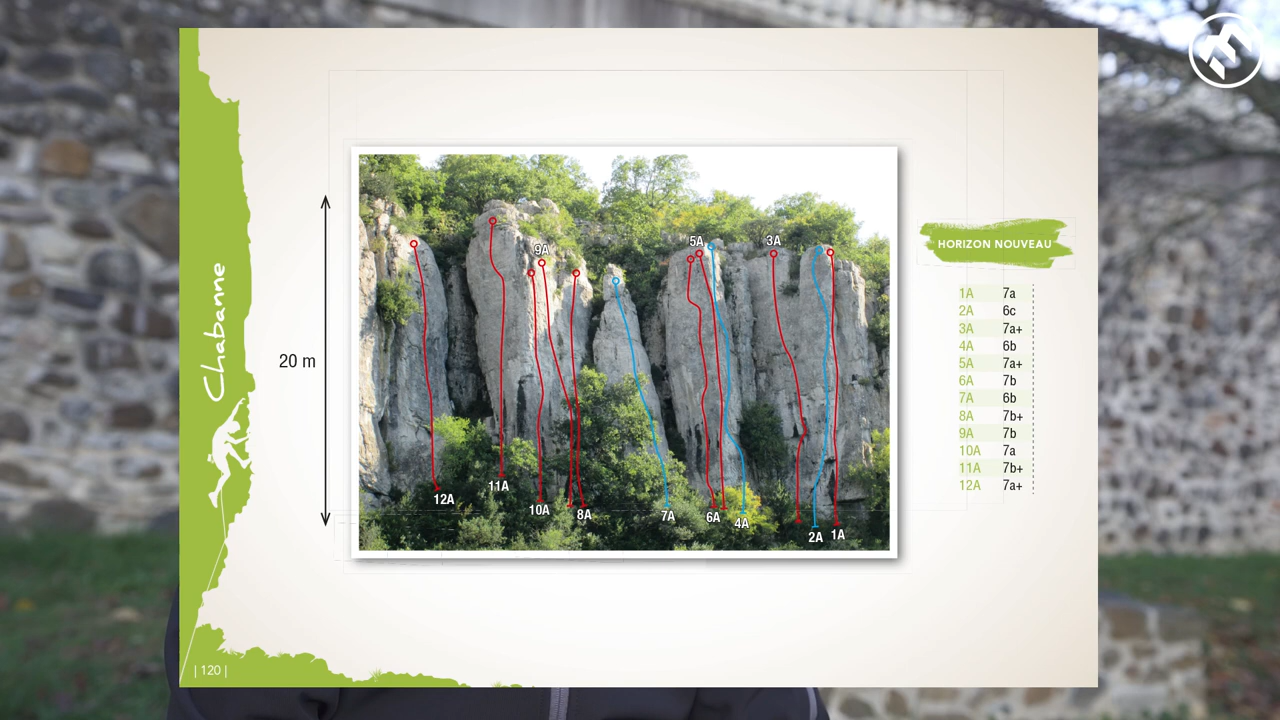 Chabanne
20 m
9A
5A
3A
12A
11A
10A
8A
7A
6A
4A
2A
1A
HORIZON NOUVEAU
1A 7a
2A 6c
3A 7a+
4A 6b
5A 7a+
6A 7b
7A 6b
8A 7b+
9A 7b
10A 7a
11A 7b+
12A 7a+
| 120 |